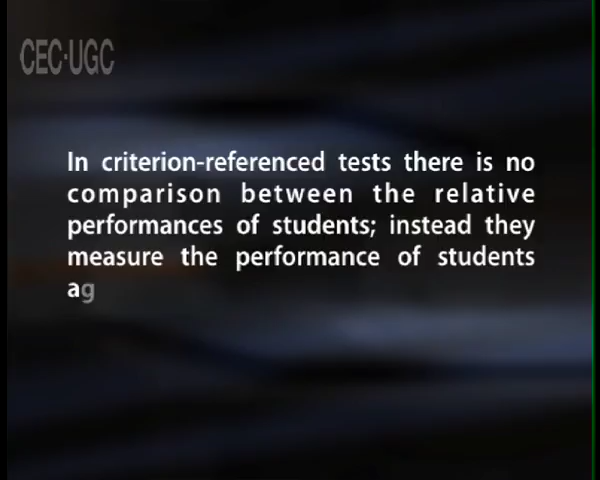 CEC-UGC
In criterion-referenced tests there is no
comparison between the relative
performances of students; instead they
measure the performance of students
ag